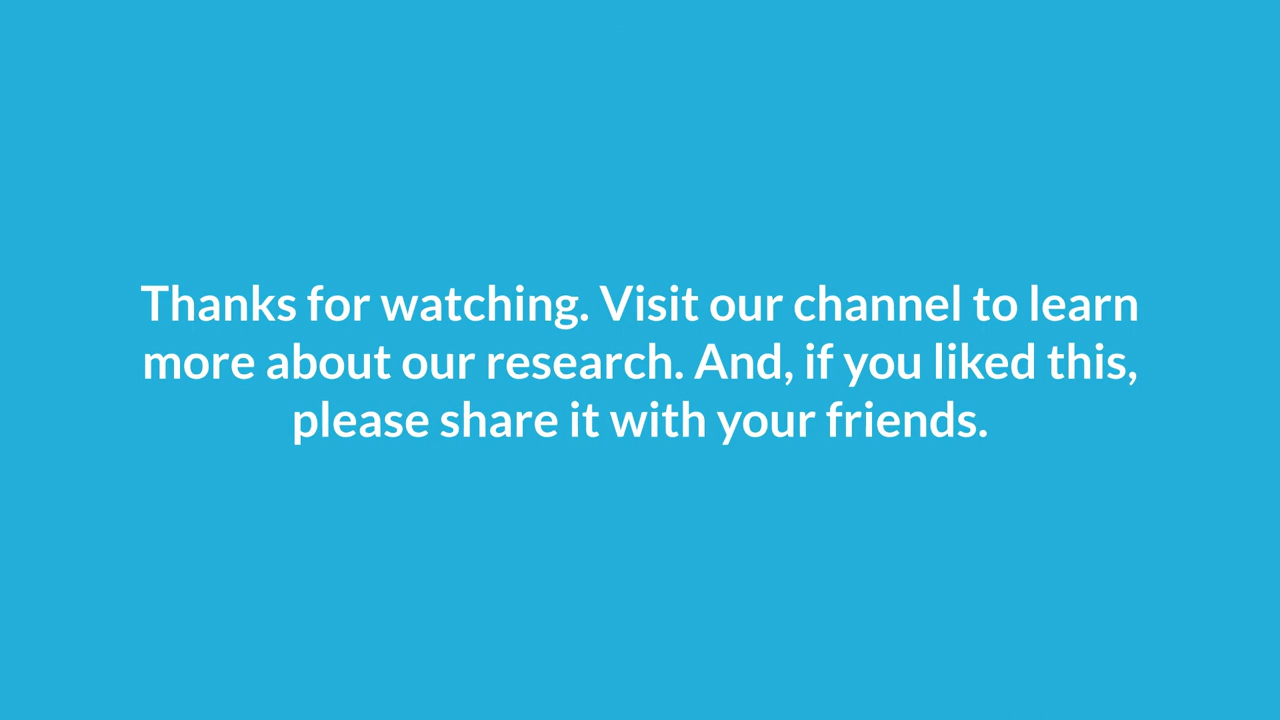 Thanks for watching. Visit our channel to learn
more about our research. And, if you liked this,
please share it with your friends.